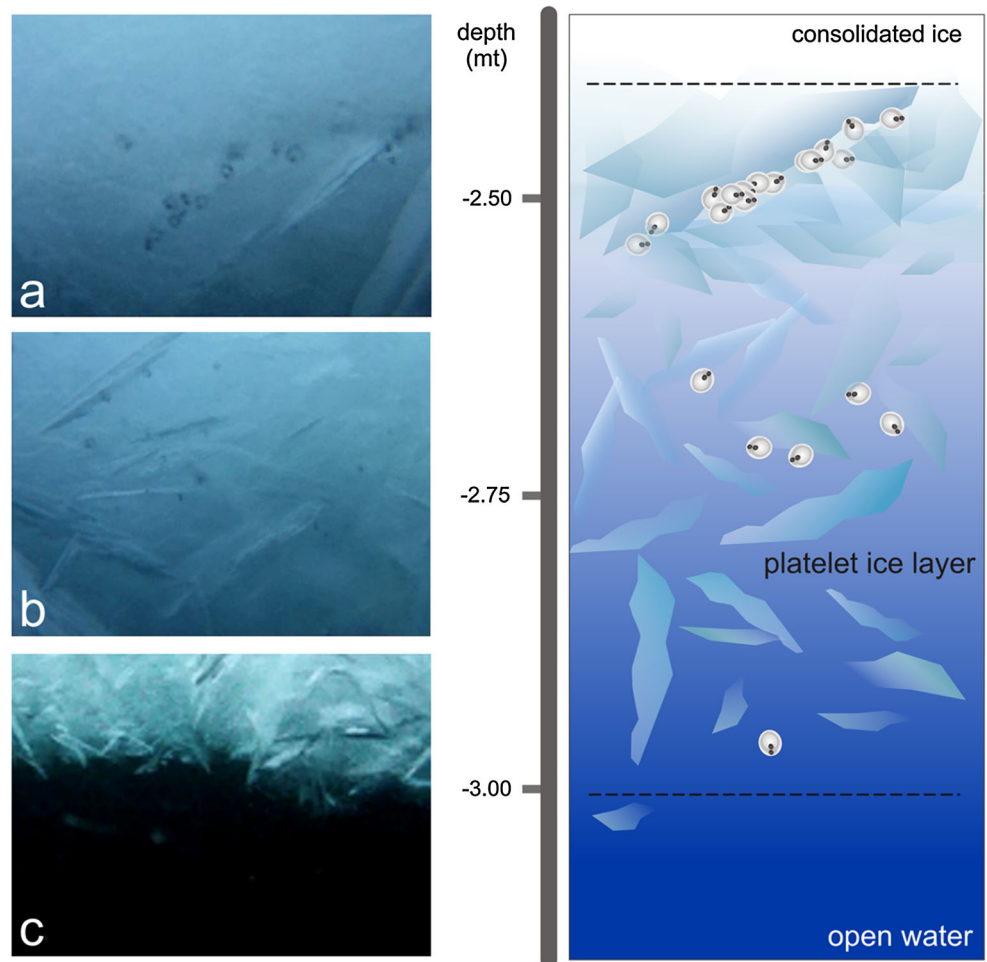 a
b
c
depth
(mt)
-2.50
-2.75
-3.00
consolidated ice
platelet ice layer
open water